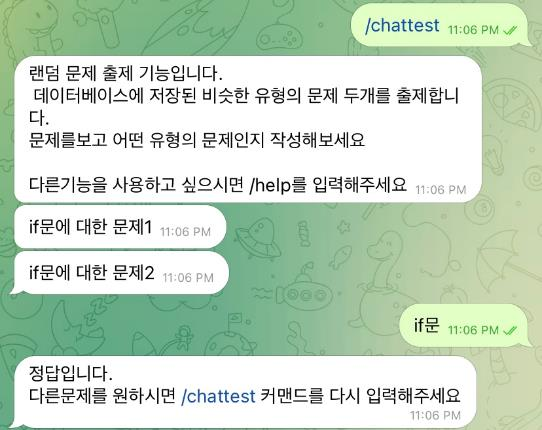 /chattest 11:06 PM
랜덤 문제 출제 기능입니다.
데이터베이스에 저장된 비슷한 유형의 문제 두개를 출제합니
다.
문제를보고 어떤 유형의 문제인지 작성해보세요
다른기능을 사용하고 싶으시면 /help를 입력해주세요 11:06 PM
if문에 대한 문제1 11:06 PM
if문에 대한 문제2 11:06 PM
if문 11:06 PM
정답입니다.
다른문제를 원하시면 /chattest 커맨드를 다시 입력해주세요
11:06 PM